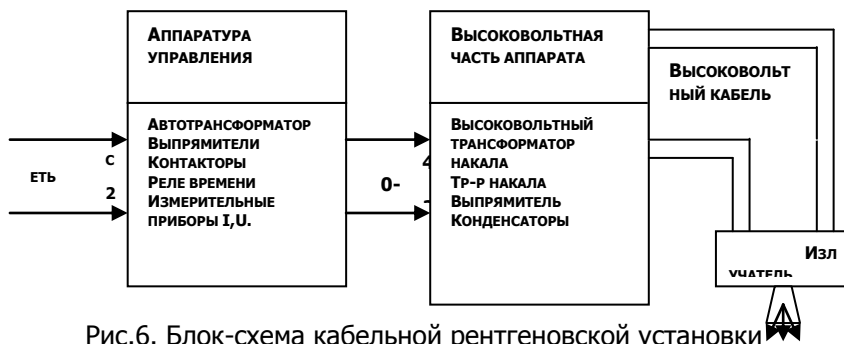 АППАРАТУРА
УПРАВЛЕНИЯ
АВТОТРАНСФОРМАТОР
ВЫПРЯМИТЕЛИ
КОНТАКТОРЫ
РЕЛЕ ВРЕМЕНИ
ИЗМЕРИТЕЛЬНЫЕ
ПРИБОРЫ I,U.
С
ЕТЬ
2
0-
4
ВЫСОКОВОЛЬТНАЯ
ЧАСТЬ АППАРАТА
ВЫСОКОВОЛЬТНЫЙ
ТРАНСФОРМАТОР
НАКАЛА
ТР-Р НАКАЛА
ВЫПРЯМИТЕЛЬ
КОНДЕНСАТОРЫ
ВЫСОКОВОЛЬТ
НЫЙ КАБЕЛЬ
ИЗЛ
УЧАТЕЛЬ
Рис.6. Блок-схема кабельной рентгеновской установки